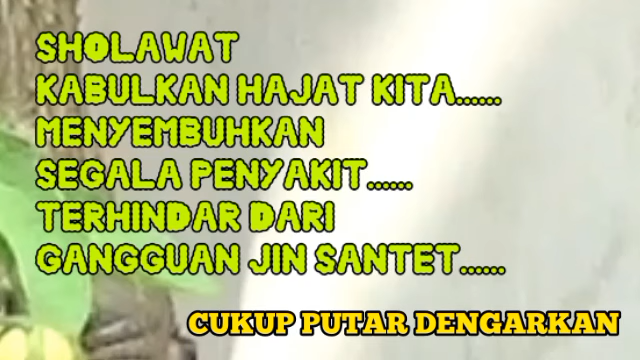 SHOLAWAT
KABULKAN HAJAT KITA......
MENYEMBUHKAN
SEGALA PENYAKIT......
TERHINDAR DARI
GANGGUAN JIN SANTET......
CUKUP PUTAR DENGARKAN